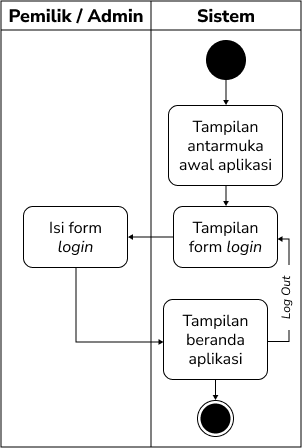 Pemilik / Admin
Sistem
Tampilan
antarmuka
awal aplikasi
Isi form
login
Tampilan
form login
Log Out
Tampilan
beranda
aplikasi